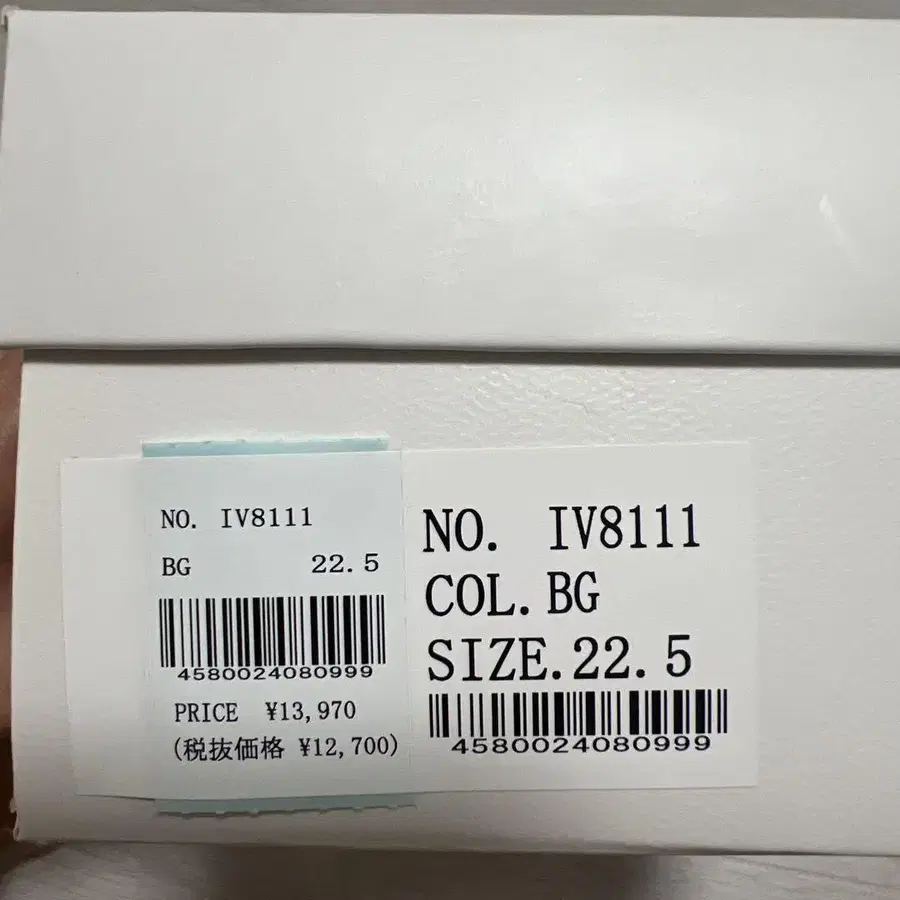 NO. IV8111
BG 22.5
4580024080999
PRICE ¥13,970
(税抜価格 ¥12,700)
NO. IV8111
COL. BG
SIZE. 22.5
4580024080999